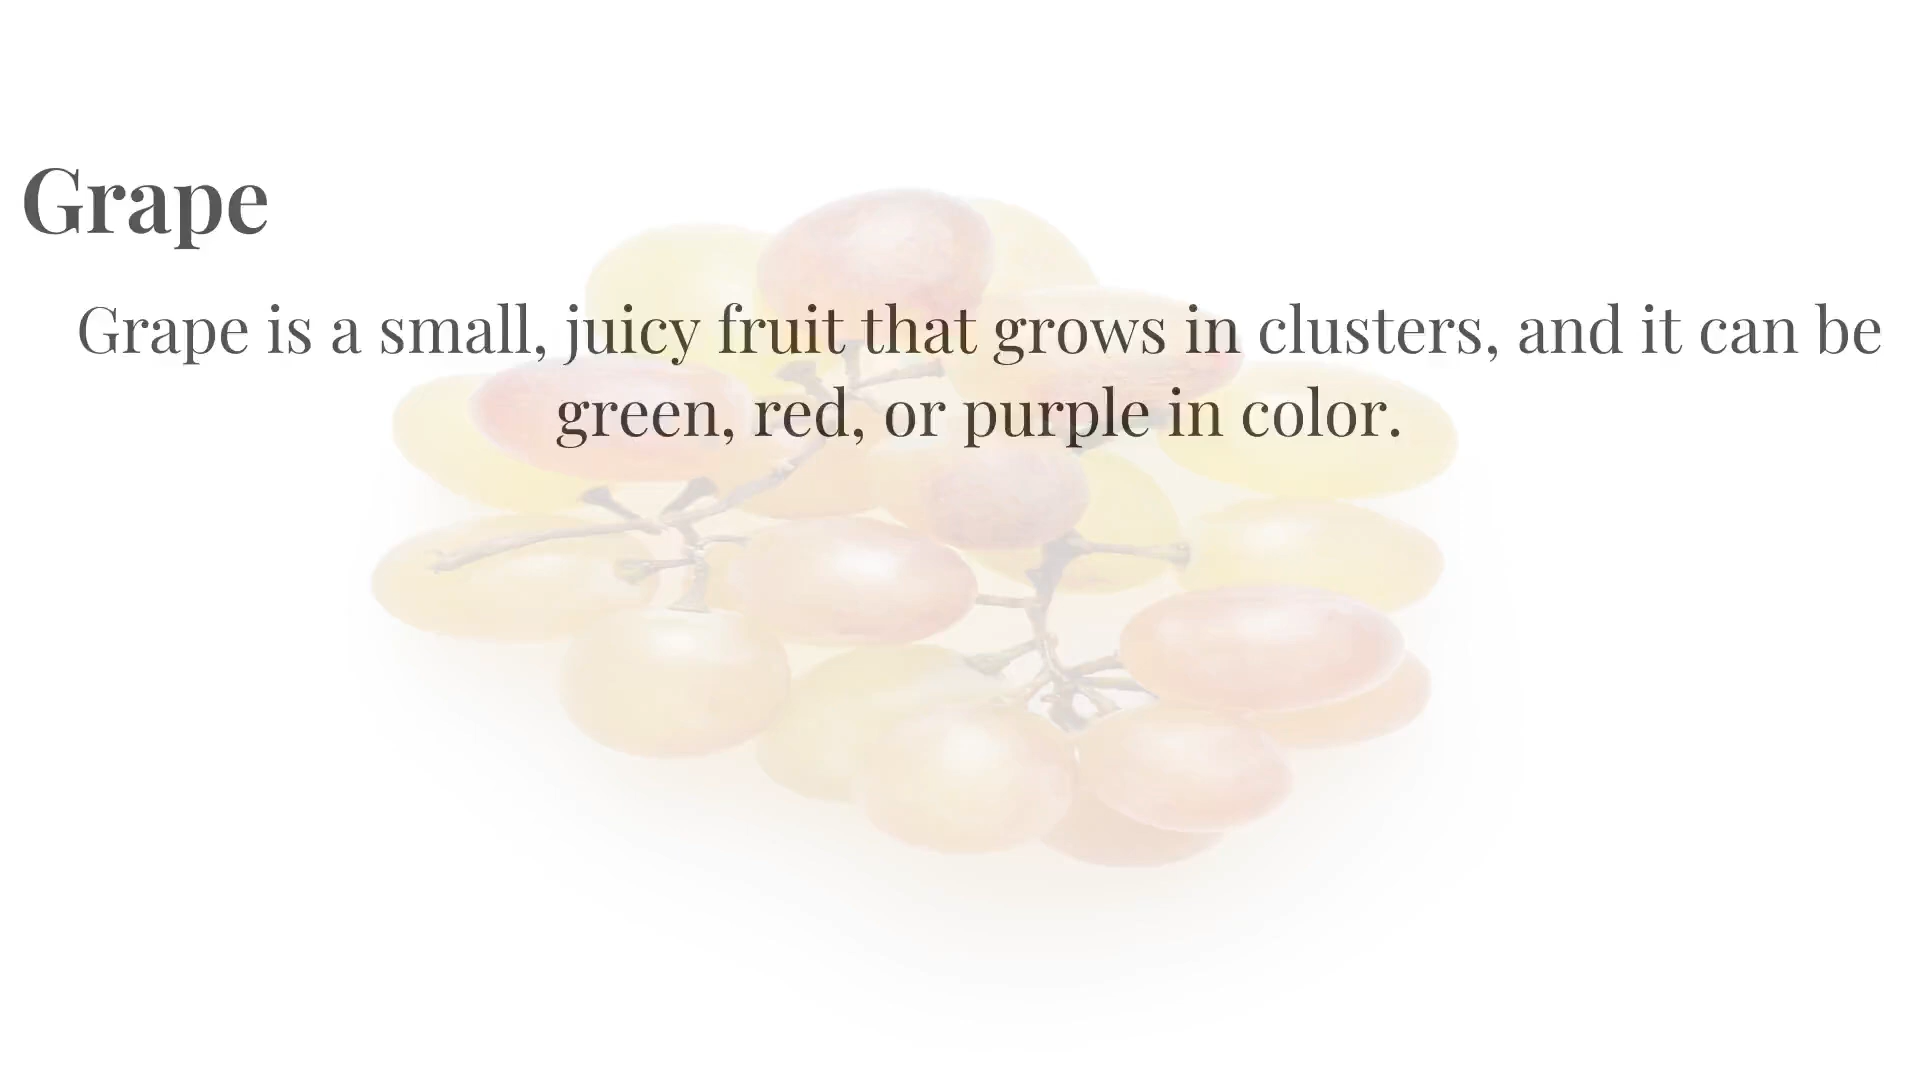 Grape
Grape is a small, juicy fruit that grows in clusters, and it can be
green, red, or purple in color.